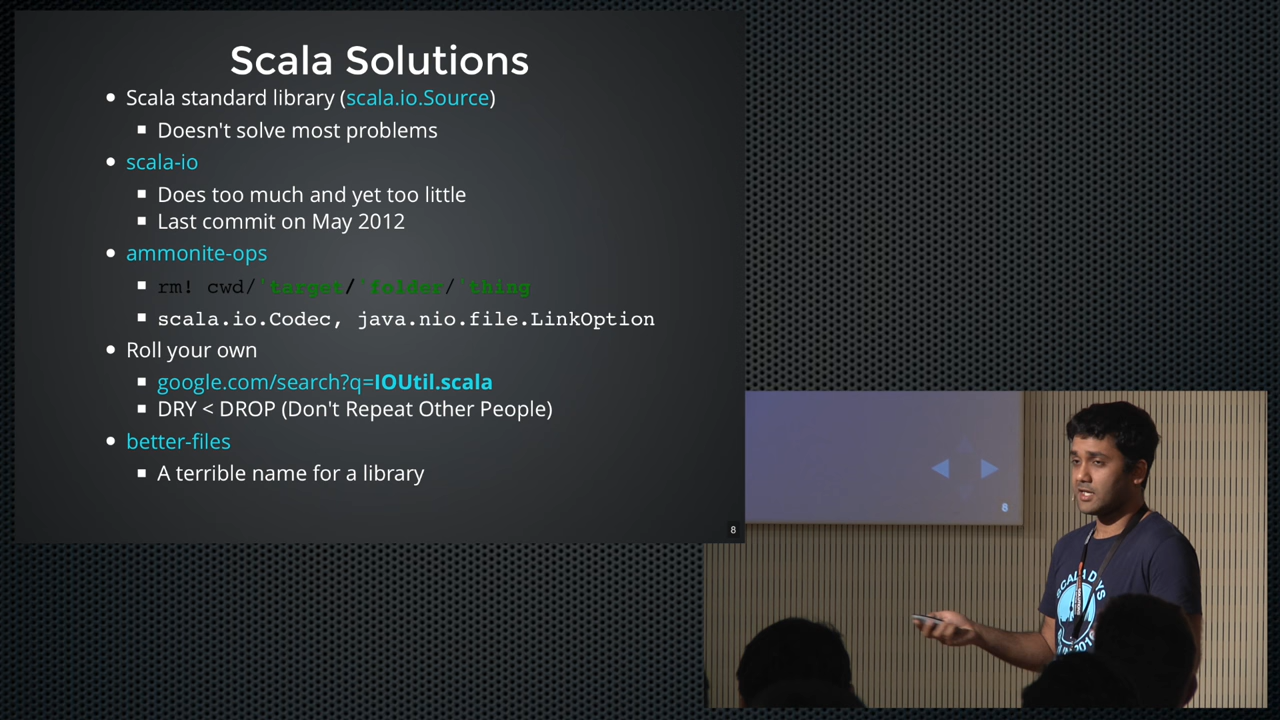 Scala Solutions
Scala standard library (scala.io.Source)
Doesn't solve most problems
scala-io
Does too much and yet too little
Last commit on May 2012
ammonite-ops
rm! cwd/'target/'folder/'thing
scala.io.Codec, java.nio.file.LinkOption
Roll your own
google.com/search?q=IOUtil.scala
DRY < DROP (Don't Repeat Other People)
better-files
A terrible name for a library
8
8
SCALA DAYS